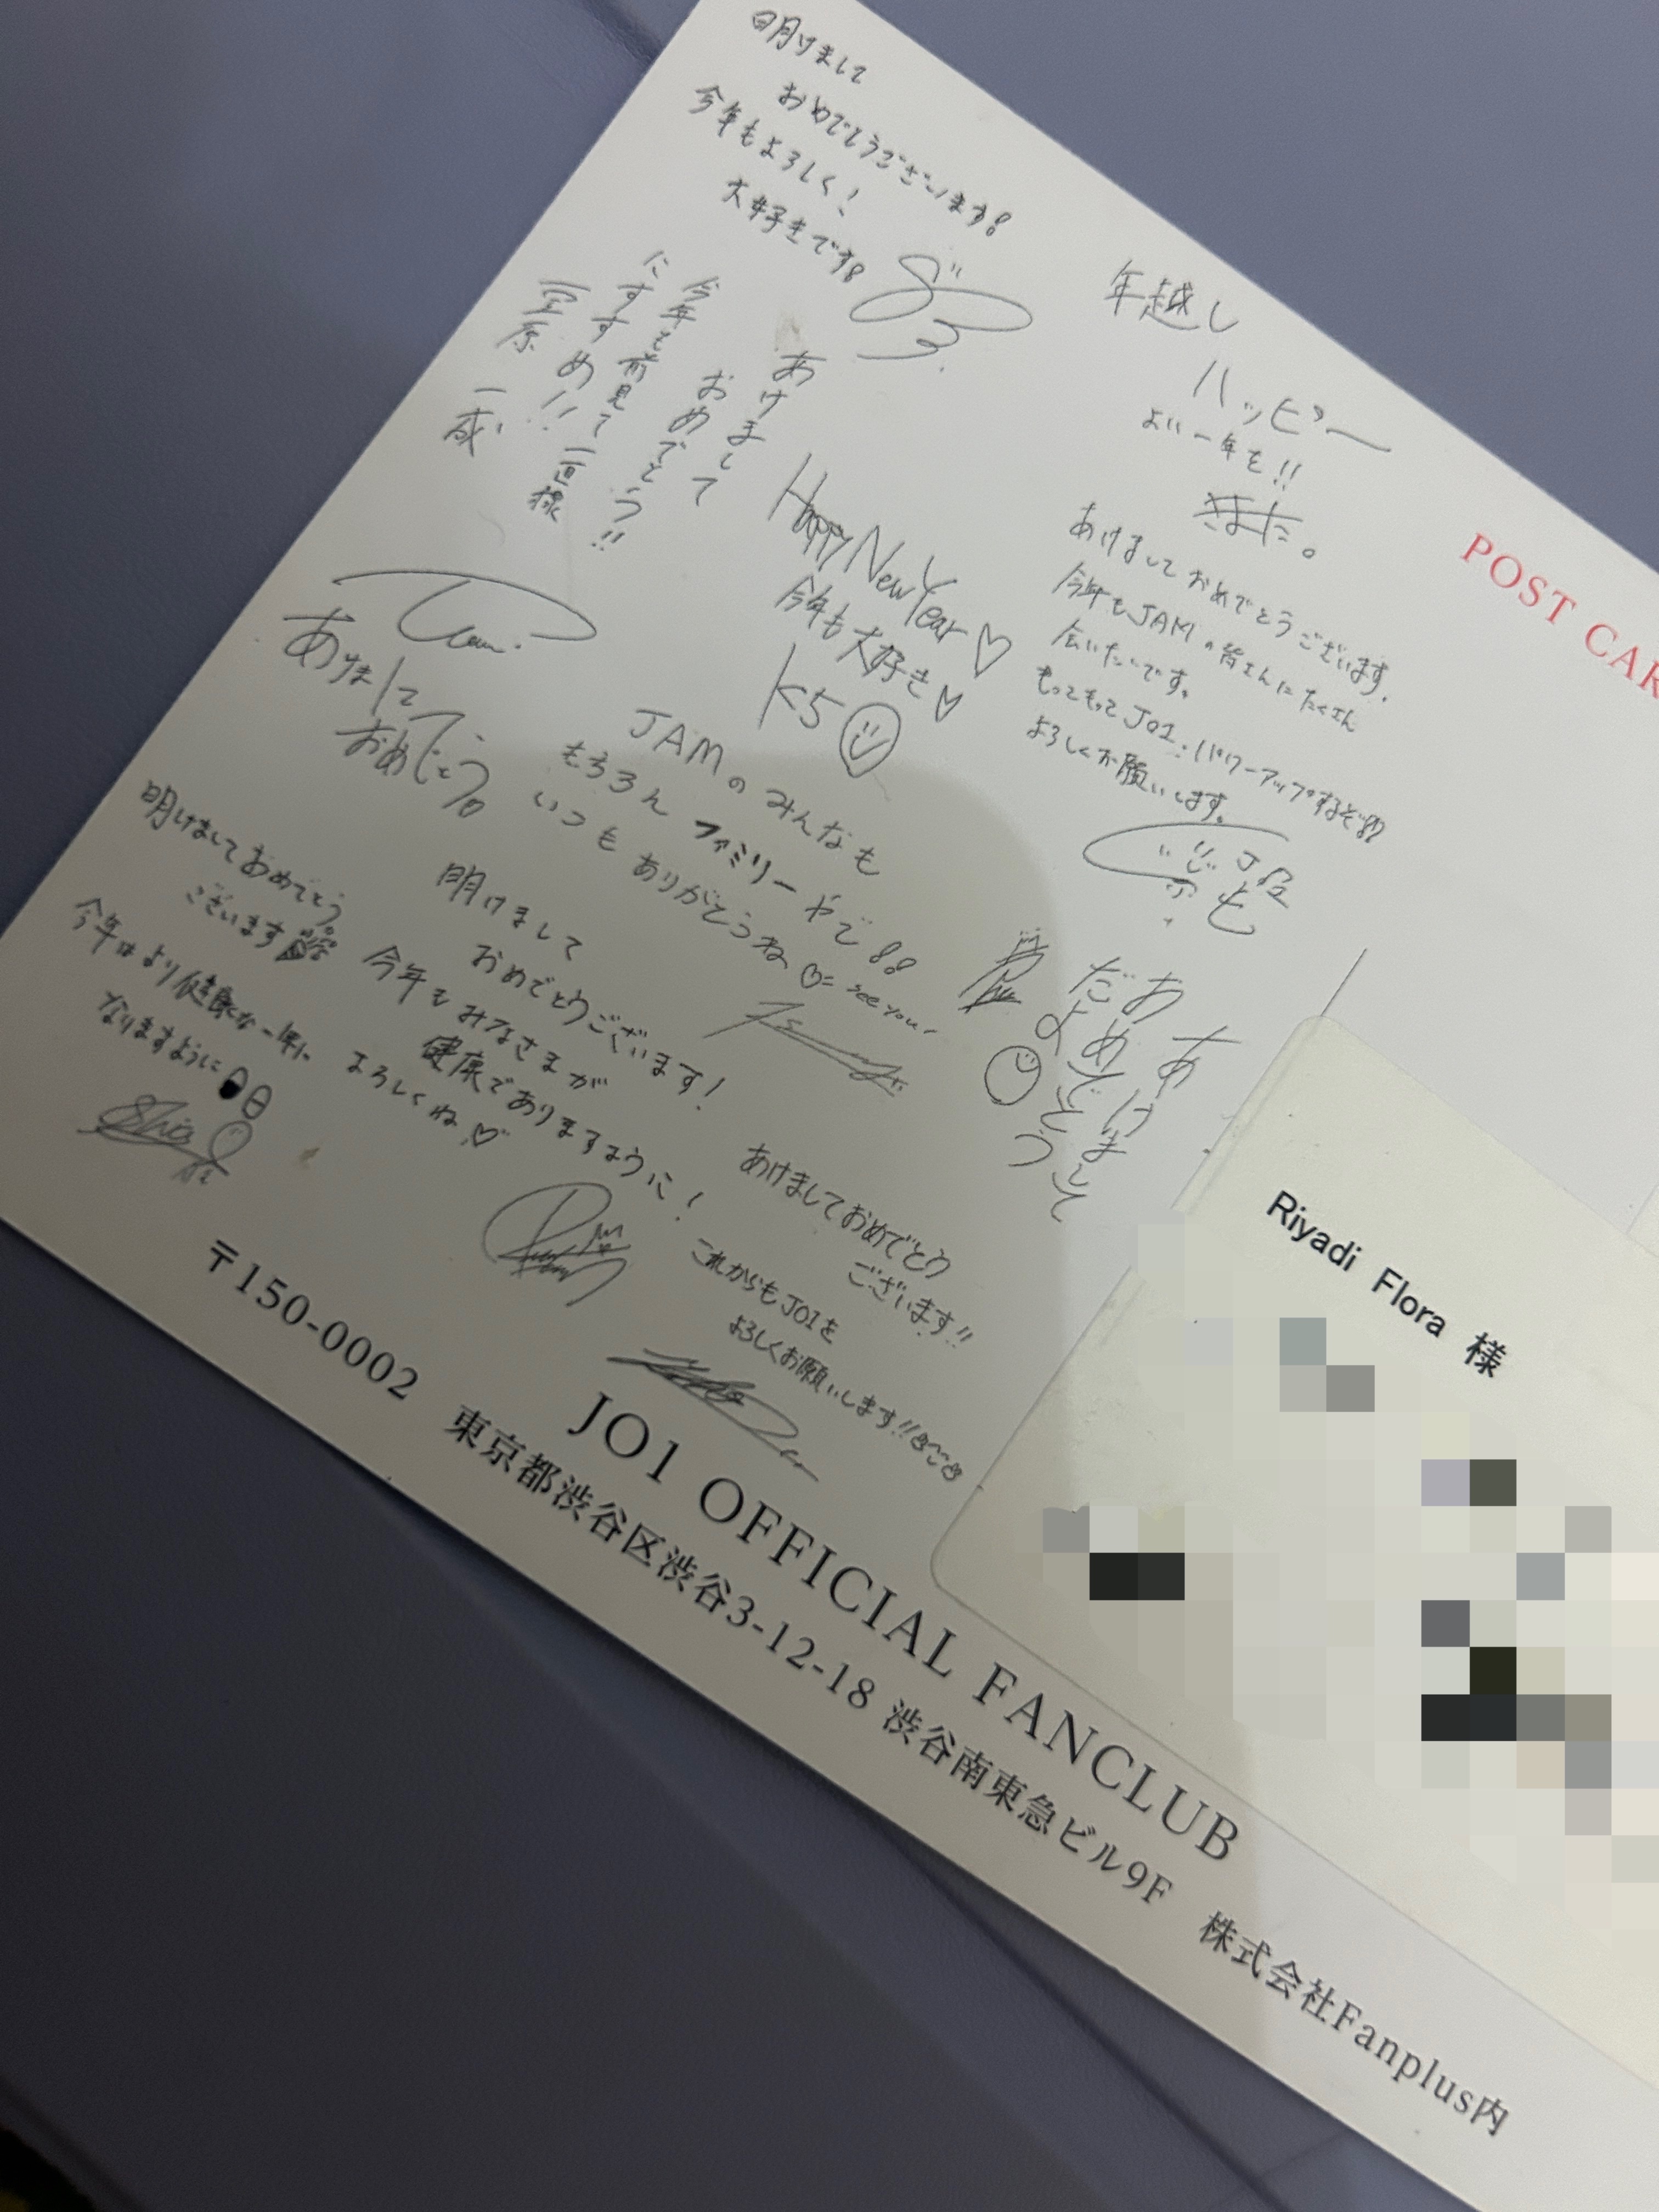 明けまして
おめでとうございます!
今年もよろしく!
大好きです!
年越し
ハッピー
よい一年を!!
きまた。
あけまして
おめでとう!!
今年も前見て一直線
にすすめ!!
一成
Happy New Year♡
今年も大好き♡
K5
あけましておめでとうございます。
今年もJAMの皆さんにたくさん
会いたいです。
もってもってJO1:パワーアップするぞ!!
よろしくお願いします。
あけまして
おめでとう
JAMのみんなも
もちろんファミリーやで!!
いつもありがとうね
see you~
あけまして
おめでとう
だよ
明けましておめでとう
ございます
今年はより健康な一年に
なりますように
明けまして
おめでとうございます!
今年もみなさまが
健康でありますように!
よろしくね♡
あけましておめでとう
ございます!!
これからもJO1を
よろしくお願いします!!
POST CAR
Riyadi Flora 様
JO1 OFFICIAL FANCLUB
〒150-0002 東京都渋谷区渋谷3-12-18 渋谷南東急ビル9F 株式会社Fanplus内